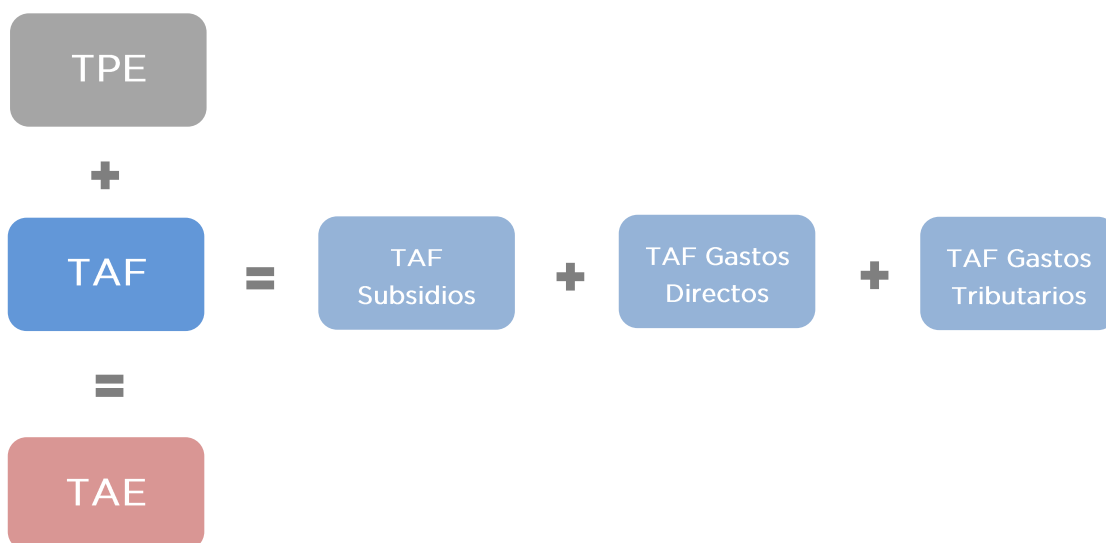 TPE
+
TAF
=
TAF
Subsidios
+
TAF Gastos
Directos
+
TAF Gastos
Tributarios
=
TAE